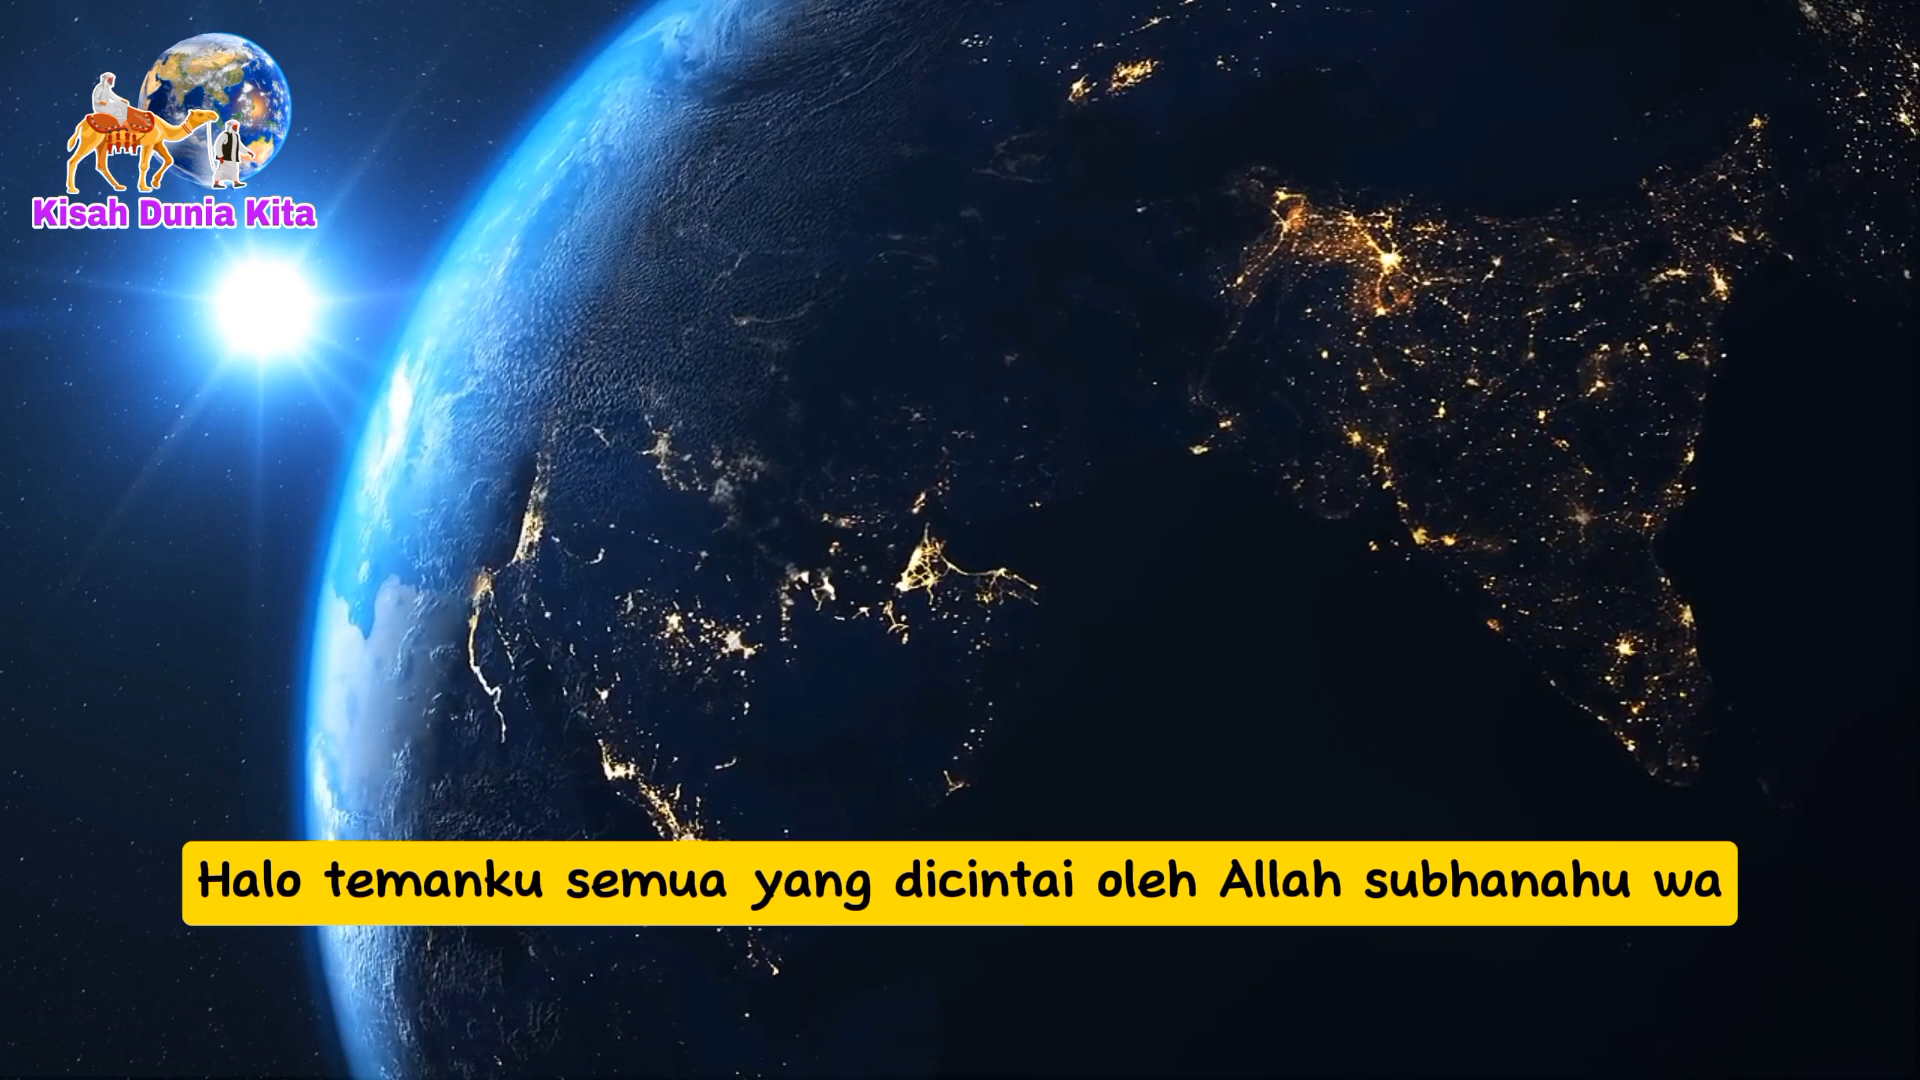 Kisah Dunia Kita
Halo temanku semua yang dicintai oleh Allah subhanahu wa